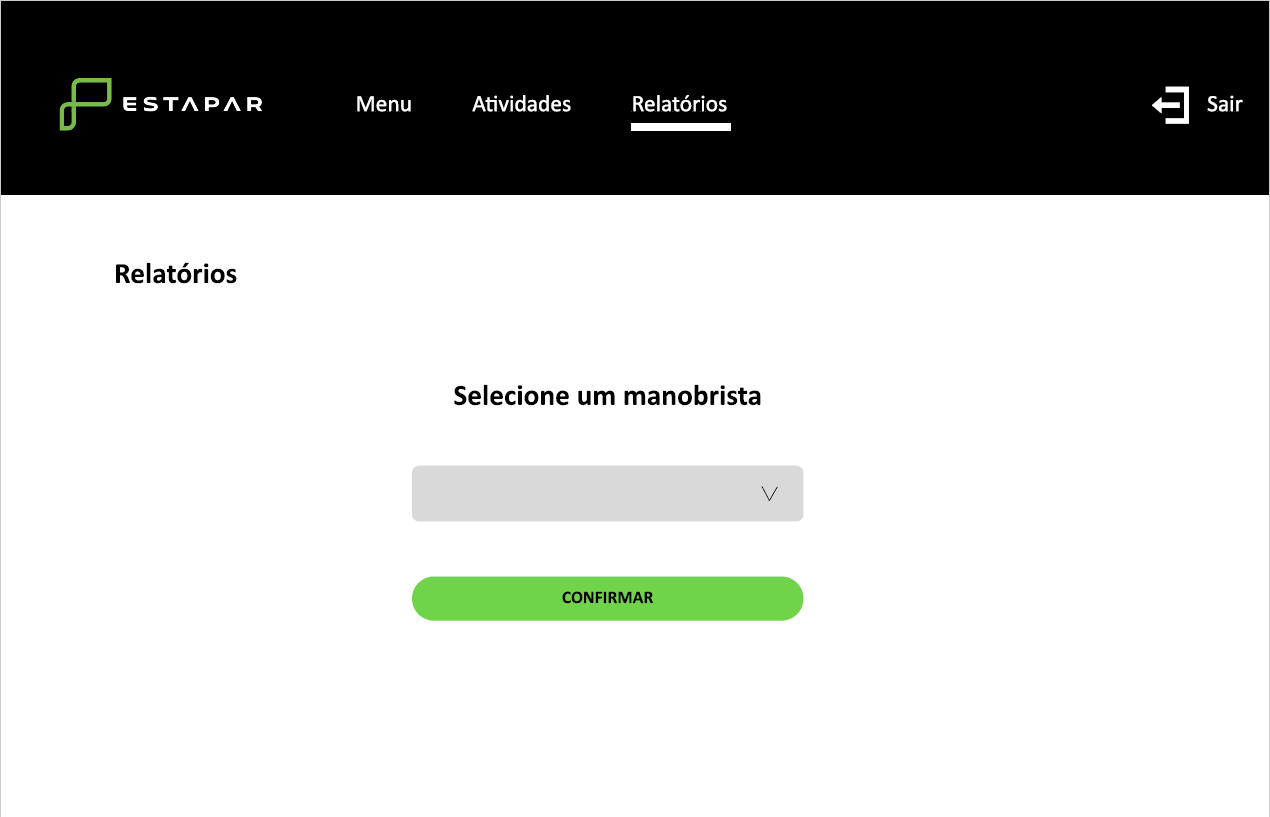 ESTAPAR
Menu
Atividades
Relatórios
Sair
Relatórios
Selecione um manobrista
CONFIRMAR